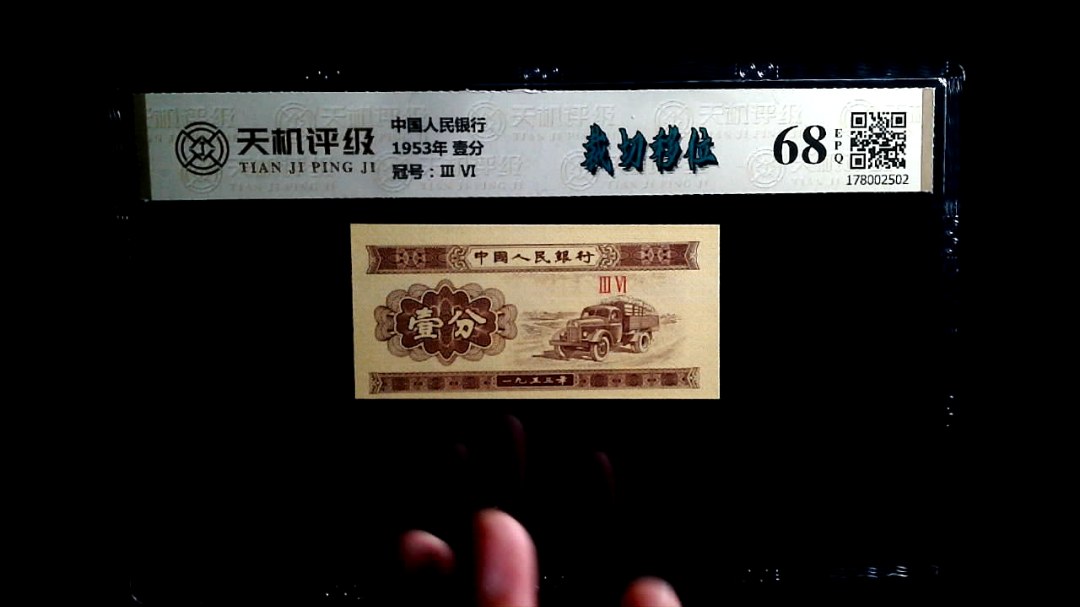 天机评级
TIAN JI PING JI
中国人民银行
1953年 壹分
冠号：Ⅲ Ⅵ
裁切移位
68
EPQ
178002502
中國人民銀行
Ⅲ Ⅵ
壹分
一九五三年